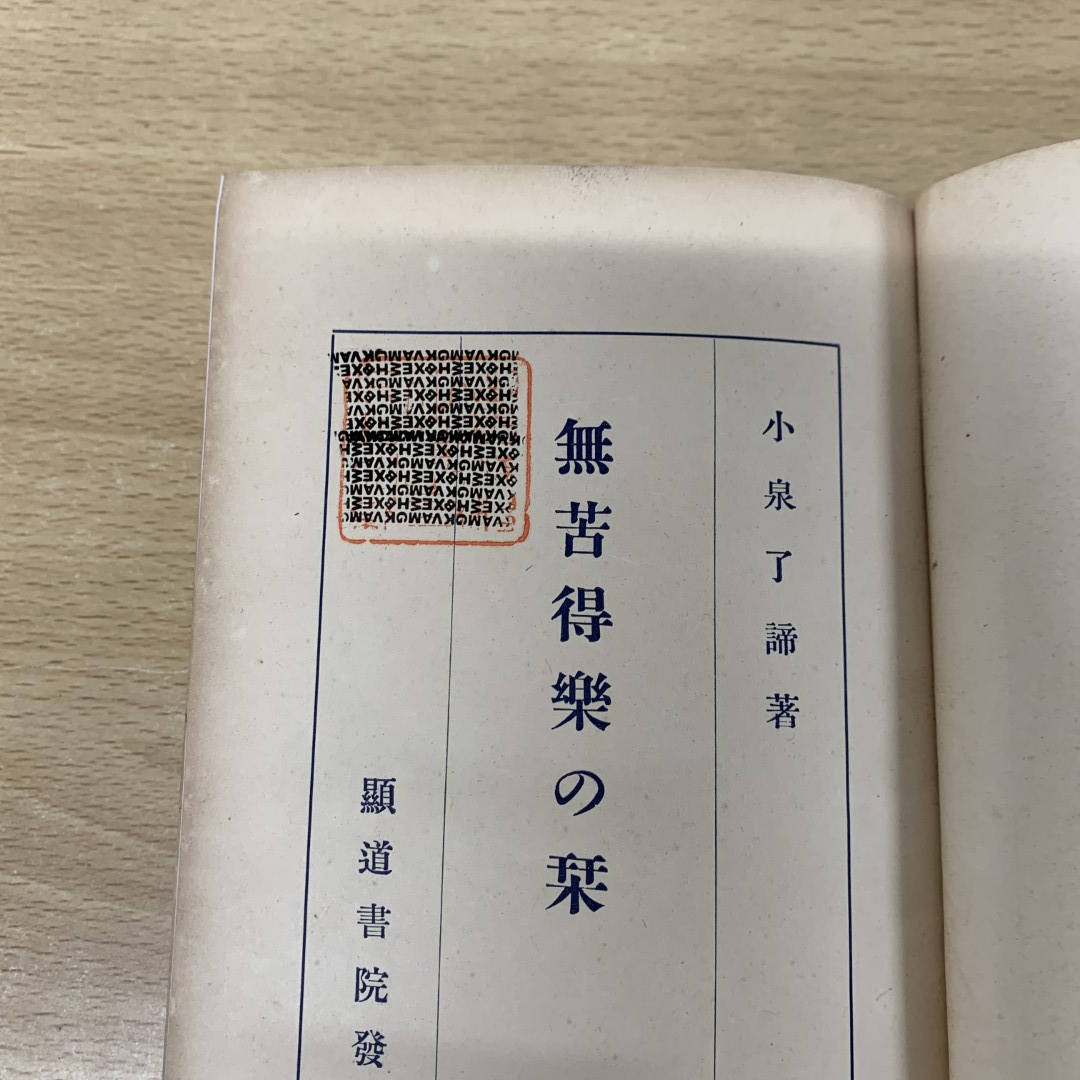 小泉了諦著
無苦得樂の栞
顯道書院發